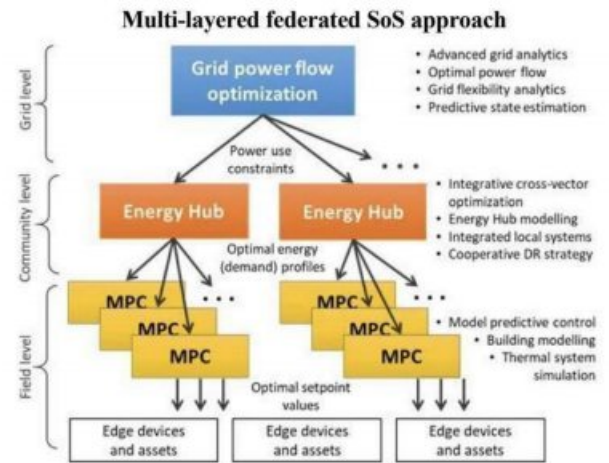 Multi-layered federated SoS approach
Grid level
Grid power flow
optimization
• Advanced grid analytics
• Optimal power flow
• Grid flexibility analytics
• Predictive state estimation
Power use
constraints
• • •
Community level
Energy Hub
Energy Hub
• Integrative cross-vector
optimization
• Energy Hub modelling
• Integrated local systems
• Cooperative DR strategy
Optimal energy
(demand) profiles
Field level
MPC
MPC
MPC
• • •
MPC
MPC
MPC
• • •
• Model predictive control
• Building modelling
• Thermal system
simulation
Optimal setpoint
values
Edge devices
and assets
Edge devices
and assets
Edge devices
and assets